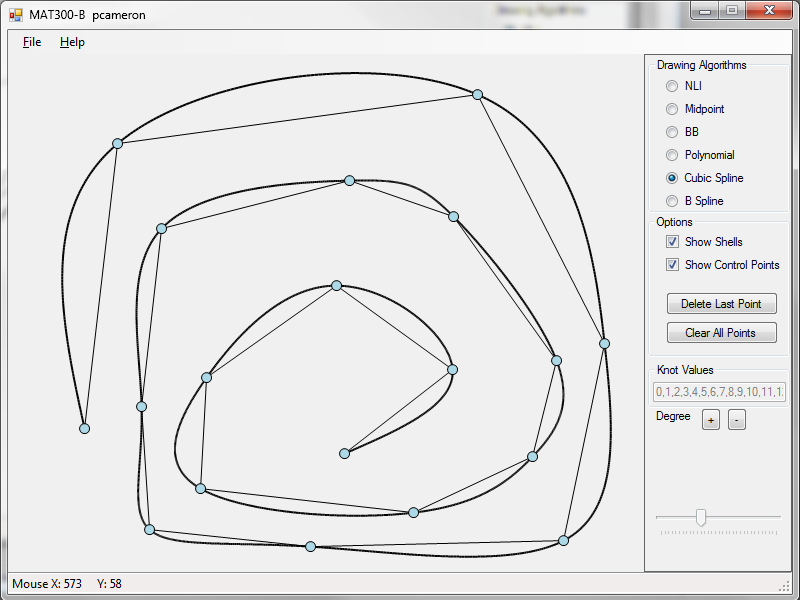 MAT300-B pcameron
File Help
Drawing Algorithms
NLI
Midpoint
BB
Polynomial
Cubic Spline
B Spline
Options
Show Shells
Show Control Points
Delete Last Point
Clear All Points
Knot Values
0,1,2,3,4,5,6,7,8,9,10,11,1
Degree + -
Mouse X: 573 Y: 58